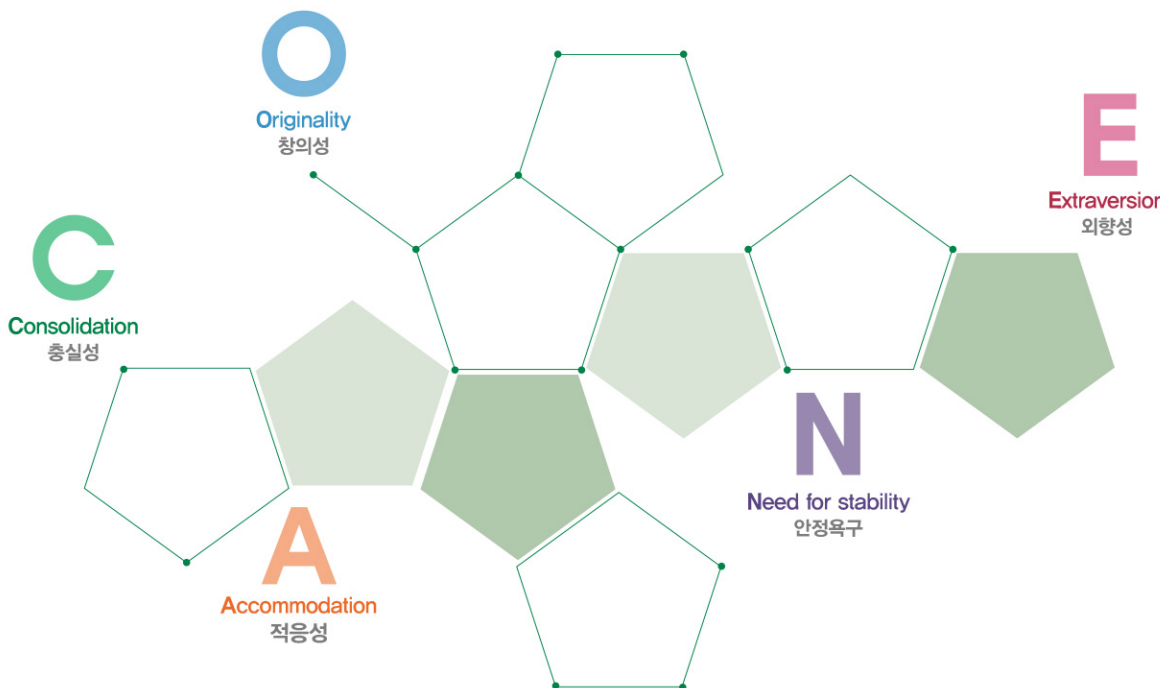 O
Originality
창의성
E
Extraversion
외향성
C
Consolidation
충실성
N
Need for stability
안정욕구
A
Accommodation
적응성